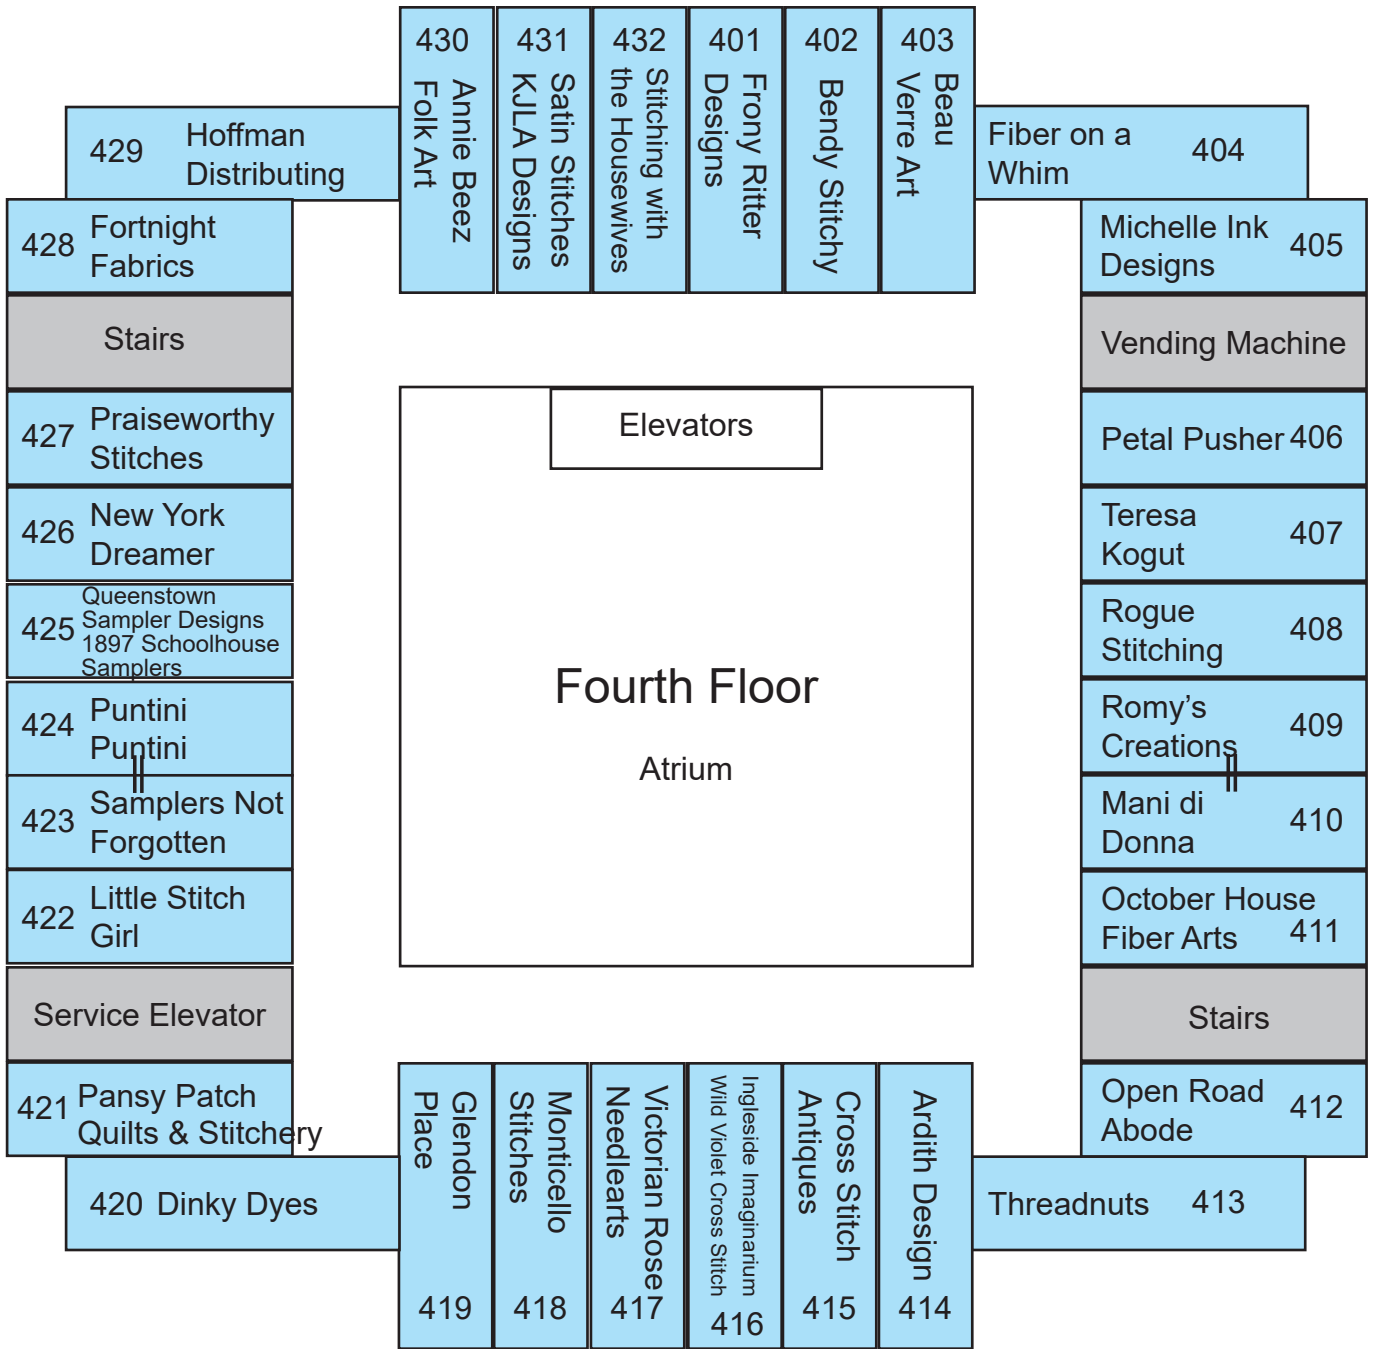 430
Annie Beez
Folk Art
431
Satin Stitches
KJLA Designs
432
Stitching with
the Housewives
401
Frony Ritter
Designs
402
Bendy Stitchy
403
Beau
Verre Art
429
Hoffman
Distributing
Fiber on a
Whim
404
428
Fortnight
Fabrics
Michelle Ink
Designs
405
Stairs
Vending Machine
427
Praiseworthy
Stitches
Elevators
Petal Pusher 406
426
New York
Dreamer
Teresa
Kogut
407
425
Queenstown
Sampler Designs
1897 Schoolhouse
Samplers
Rogue
Stitching
408
424
Puntini
Puntini
Fourth Floor
Atrium
Romy's
Creations
409
423
Samplers Not
Forgotten
Mani di
Donna
410
422
Little Stitch
Girl
October House
Fiber Arts
411
Service Elevator
Stairs
421
Pansy Patch
Quilts & Stitchery
Open Road
Abode
412
420 Dinky Dyes
Glendon
Place
419
Monticello
Stitches
418
Victorian Rose
Needlearts
417
Ingleside Imaginarium
Wild Violet Cross Stitch
416
Cross Stitch
Antiques
415
Ardith Design
414
Threadnuts 413